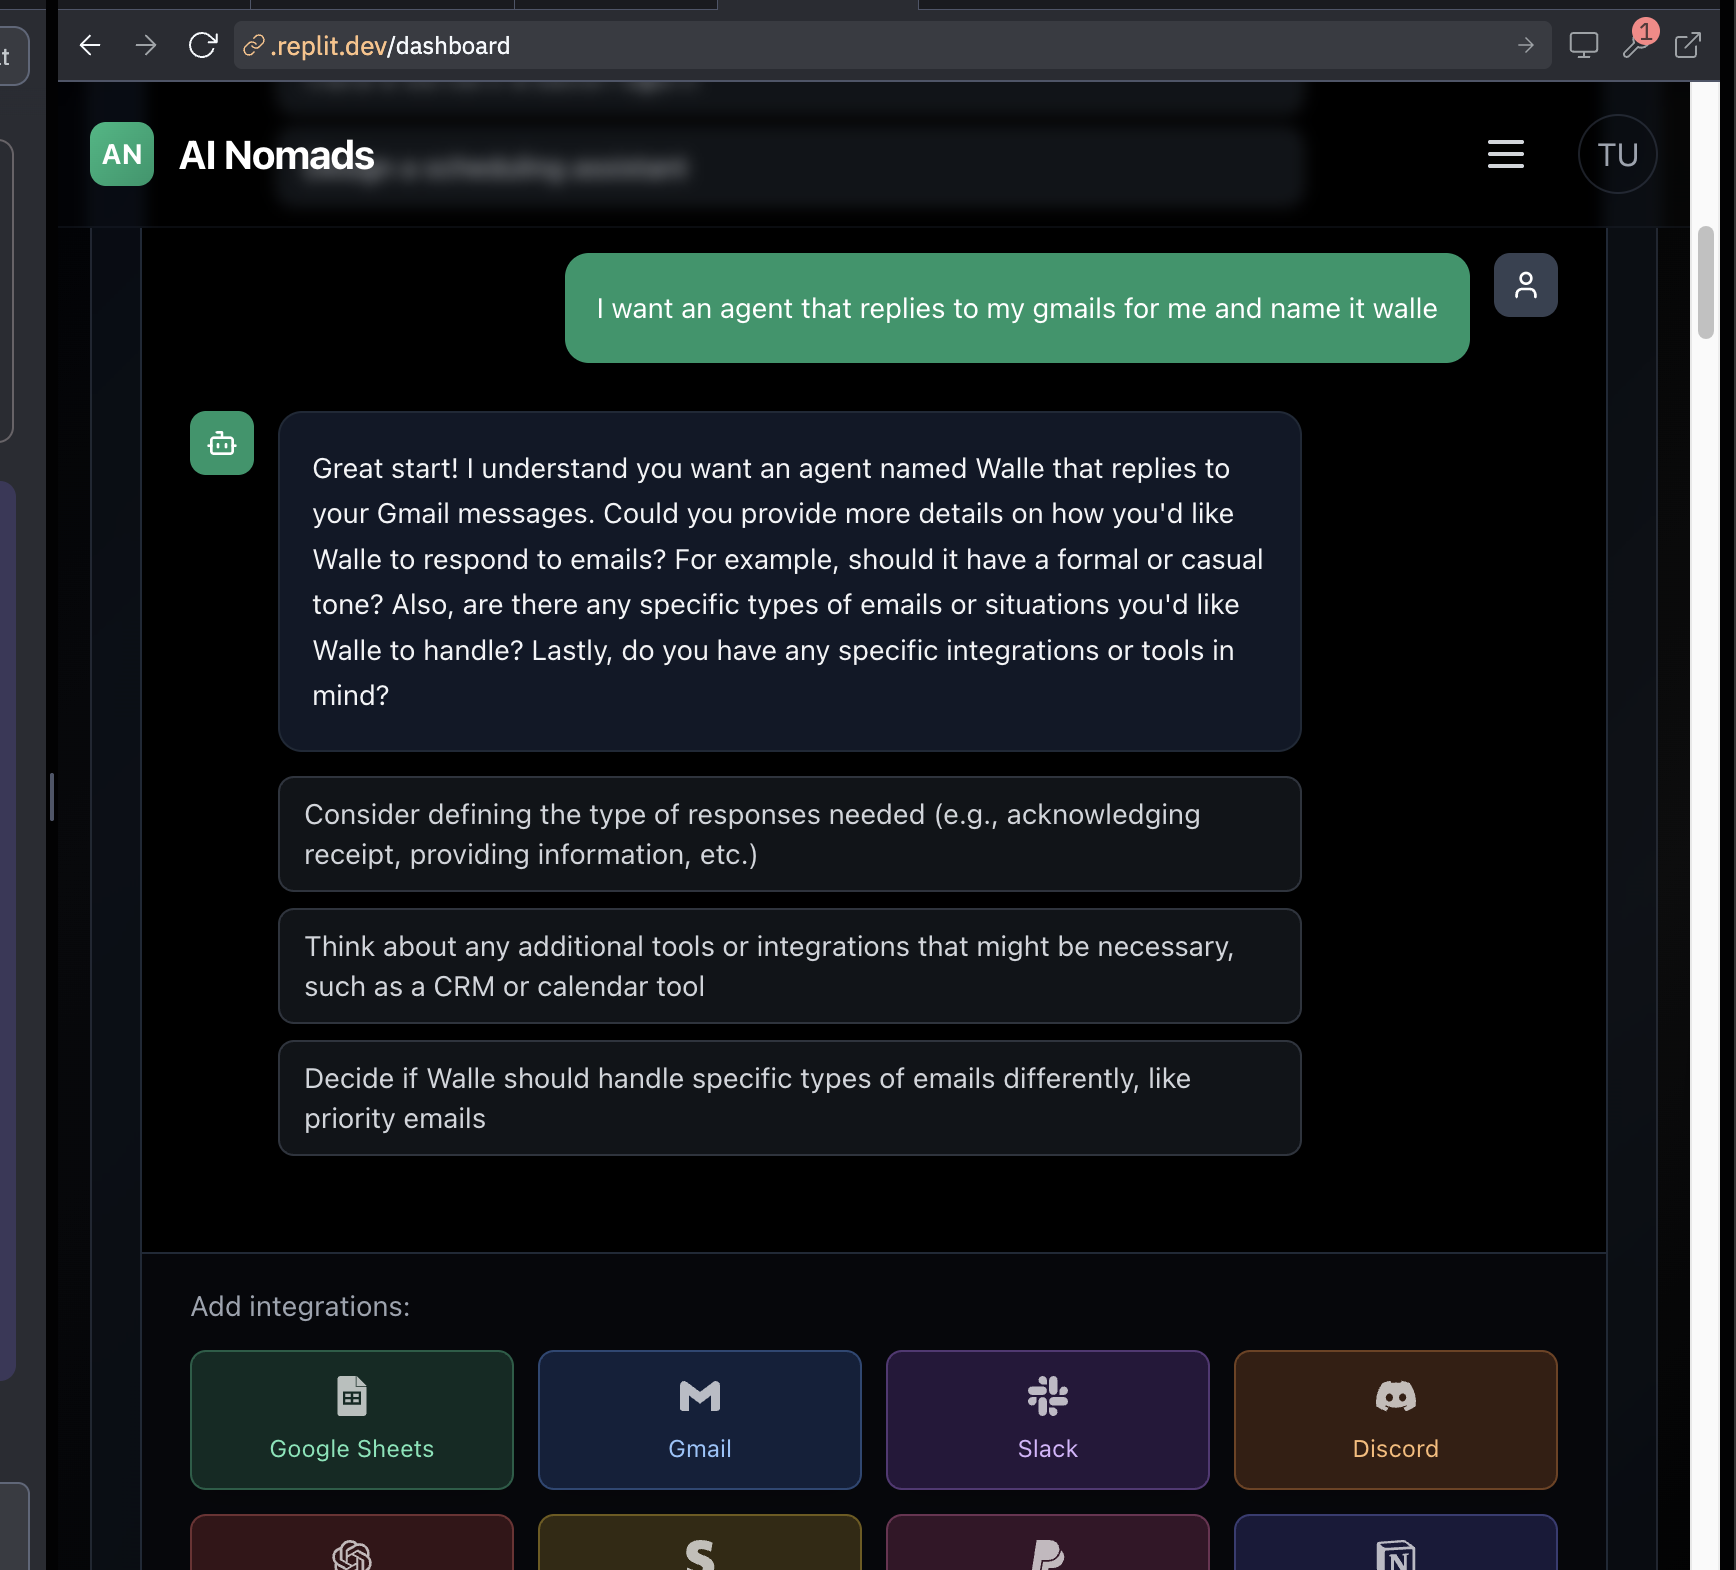 t
.replit.dev/dashboard
1
AN
AI Nomads
TU
a scheduling assistant
I want an agent that replies to my gmails for me and name it walle
Great start! I understand you want an agent named Walle that replies to
your Gmail messages. Could you provide more details on how you'd like
Walle to respond to emails? For example, should it have a formal or casual
tone? Also, are there any specific types of emails or situations you'd like
Walle to handle? Lastly, do you have any specific integrations or tools in
mind?
Consider defining the type of responses needed (e.g., acknowledging
receipt, providing information, etc.)
Think about any additional tools or integrations that might be necessary,
such as a CRM or calendar tool
Decide if Walle should handle specific types of emails differently, like
priority emails
Add integrations:
Google Sheets
Gmail
Slack
Discord